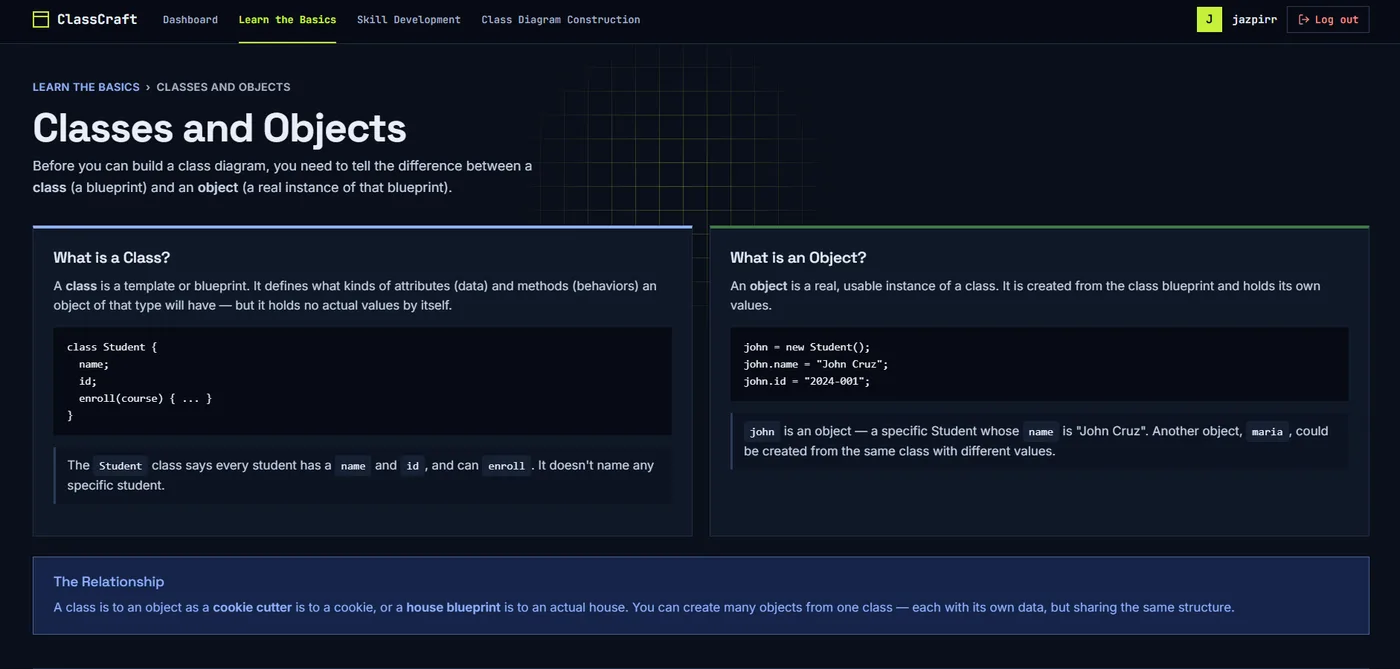 ClassCraft
Dashboard
Learn the Basics
Skill Development
Class Diagram Construction
J
jazpirr
Log out
LEARN THE BASICS › CLASSES AND OBJECTS
Classes and Objects
Before you can build a class diagram, you need to tell the difference between a
class (a blueprint) and an object (a real instance of that blueprint).
What is a Class?
A class is a template or blueprint. It defines what kinds of attributes (data) and methods (behaviors) an
object of that type will have — but it holds no actual values by itself.
class Student {
  name;
  id;
  enroll(course) { ... }
}
The Student class says every student has a name and id, and can enroll. It doesn't name any
specific student.
What is an Object?
An object is a real, usable instance of a class. It is created from the class blueprint and holds its own
values.
john = new Student();
john.name = "John Cruz";
john.id = "2024-001";
john is an object — a specific Student whose name is "John Cruz". Another object, maria, could
be created from the same class with different values.
The Relationship
A class is to an object as a cookie cutter is to a cookie, or a house blueprint is to an actual house. You can create many objects from one class — each with its own data, but sharing the same structure.